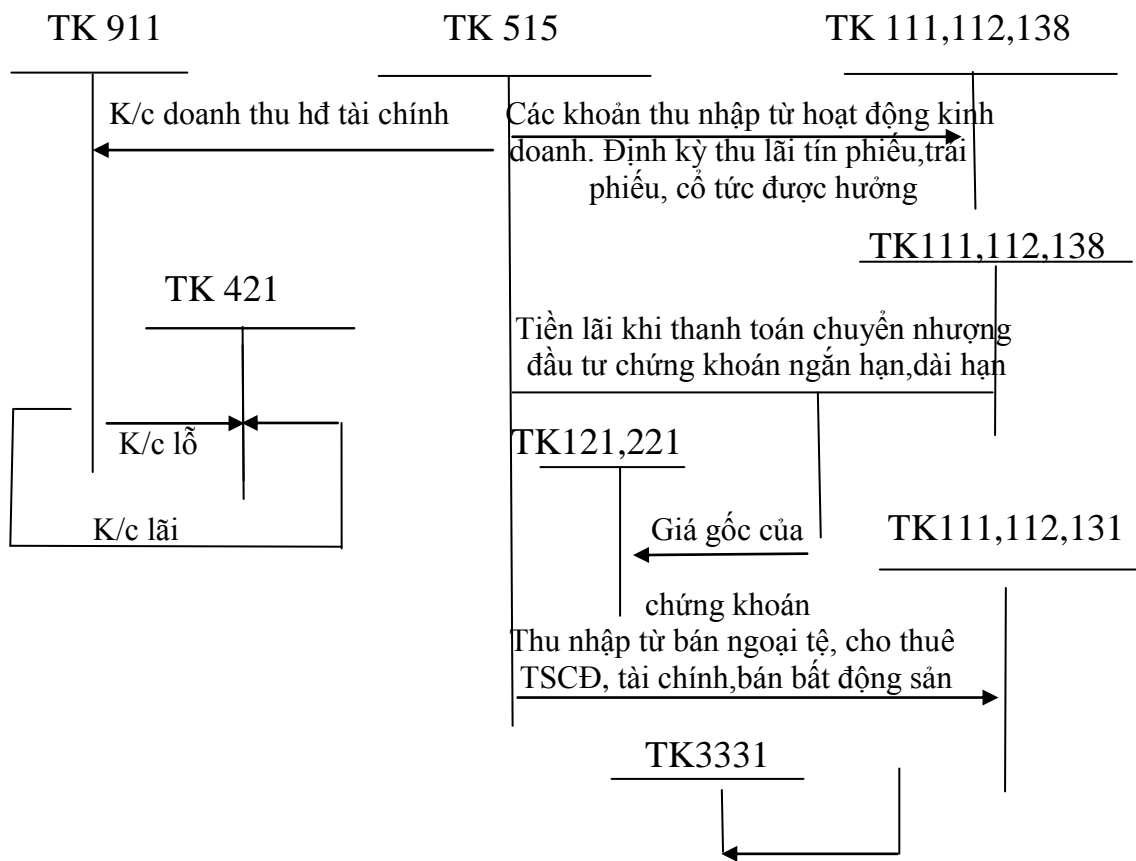 TK 911
TK 515
TK 111,112,138
K/c doanh thu hđ tài chính
Các khoản thu nhập từ hoạt động kinh
doanh. Định kỳ thu lãi tín phiếu,trái
phiếu, cổ tức được hưởng
TK111,112,138
TK 421
Tiền lãi khi thanh toán chuyển nhượng
đầu tư chứng khoán ngắn hạn,dài hạn
K/c lỗ
TK121,221
K/c lãi
Giá gốc của
TK111,112,131
chứng khoán
Thu nhập từ bán ngoại tệ, cho thuê
TSCĐ, tài chính,bán bất động sản
TK3331